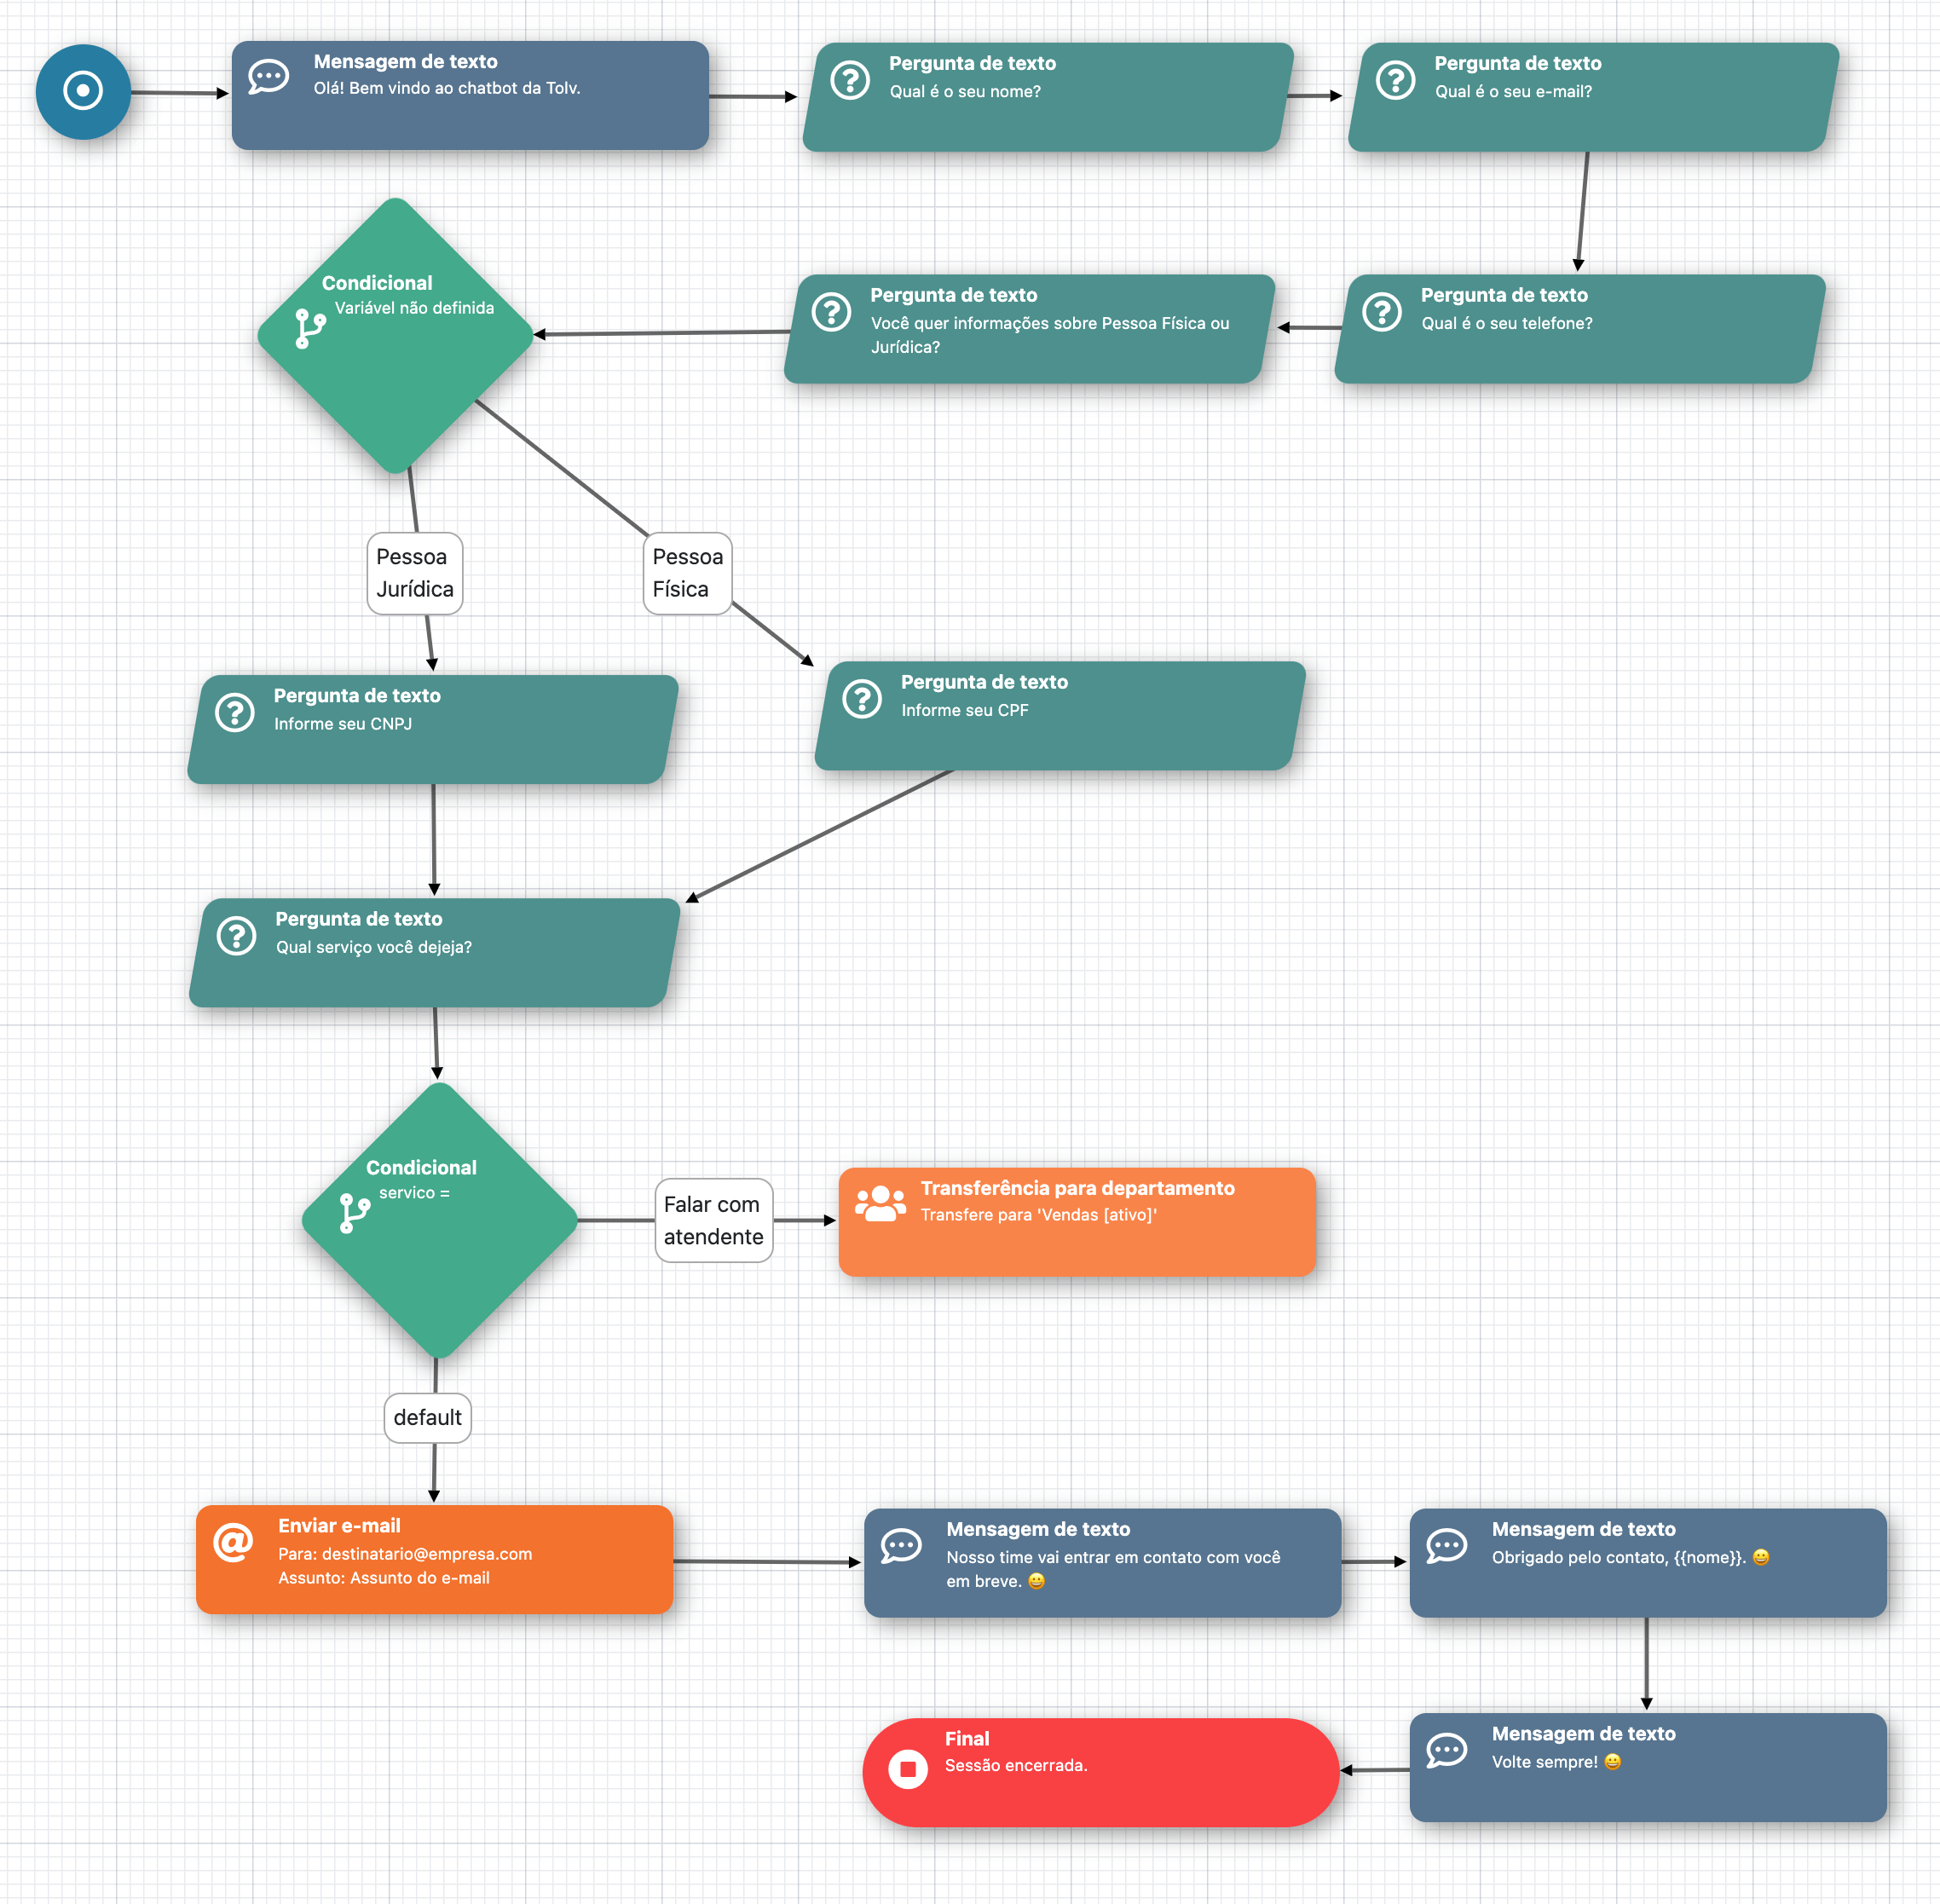 Mensagem de texto
Olá! Bem vindo ao chatbot da Tolv.
Pergunta de texto
Qual é o seu nome?
Pergunta de texto
Qual é o seu e-mail?
Pergunta de texto
Qual é o seu telefone?
Pergunta de texto
Você quer informações sobre Pessoa Física ou
Jurídica?
Condicional
Variável não definida
Pessoa
Jurídica
Pessoa
Física
Pergunta de texto
Informe seu CNPJ
Pergunta de texto
Informe seu CPF
Pergunta de texto
Qual serviço você dejeja?
Condicional
servico =
Falar com
atendente
Transferência para departamento
Transfere para 'Vendas [ativo]'
default
Enviar e-mail
Para: destinatario@empresa.com
Assunto: Assunto do e-mail
Mensagem de texto
Nosso time vai entrar em contato com você
em breve. 😀
Mensagem de texto
Obrigado pelo contato, {{nome}}. 😀
Mensagem de texto
Volte sempre! 😀
Final
Sessão encerrada.